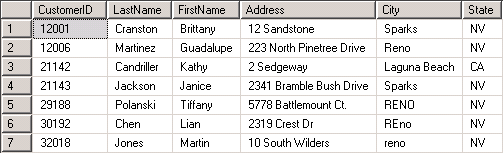 CustomerID LastName FirstName Address City State
1 12001 Cranston Brittany 12 Sandstone Sparks NV
2 12006 Martinez Guadalupe 223 North Pinetree Drive Reno NV
3 21142 Candriller Kathy 2 Sedgeway Laguna Beach CA
4 21143 Jackson Janice 2341 Bramble Bush Drive Sparks NV
5 29188 Polanski Tiffany 5778 Battlemount Ct. RENO NV
6 30192 Chen Lian 2319 Crest Dr REno NV
7 32018 Jones Martin 10 South Wilders reno NV